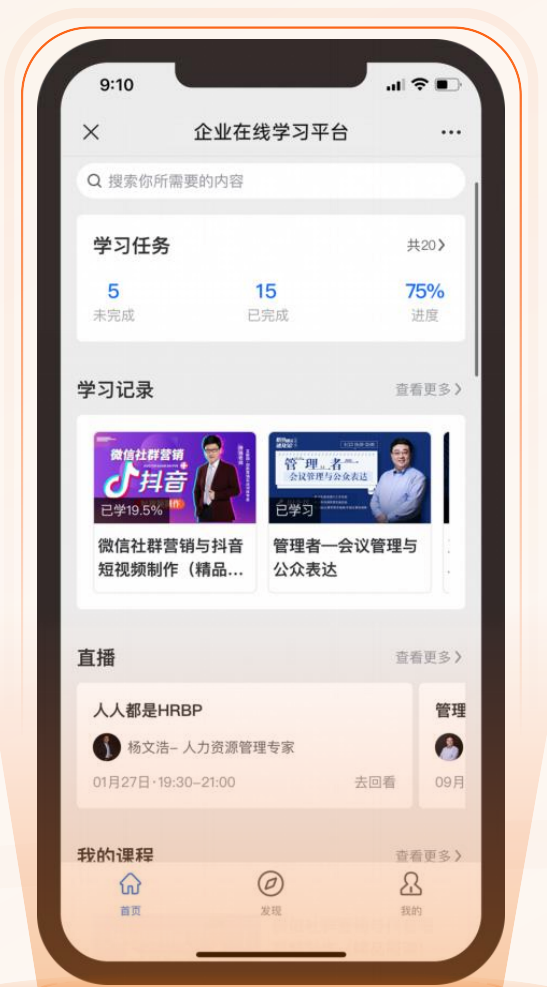 9:10
企业在线学习平台
搜索你所需要的内容
学习任务
共20
5
15
75%
未完成
已完成
进度
学习记录
查看更多
微信社群营销
抖音
已学19.5%
管理者
会议管理与公众表达
已学习
微信社群营销与抖音
短视频制作（精品...
管理者—会议管理与
公众表达
直播
查看更多
人人都是HRBP
杨文浩– 人力资源管理专家
01月27日·19:30–21:00
去回看
管理
09月
我的课程
查看更多
首页
发现
我的